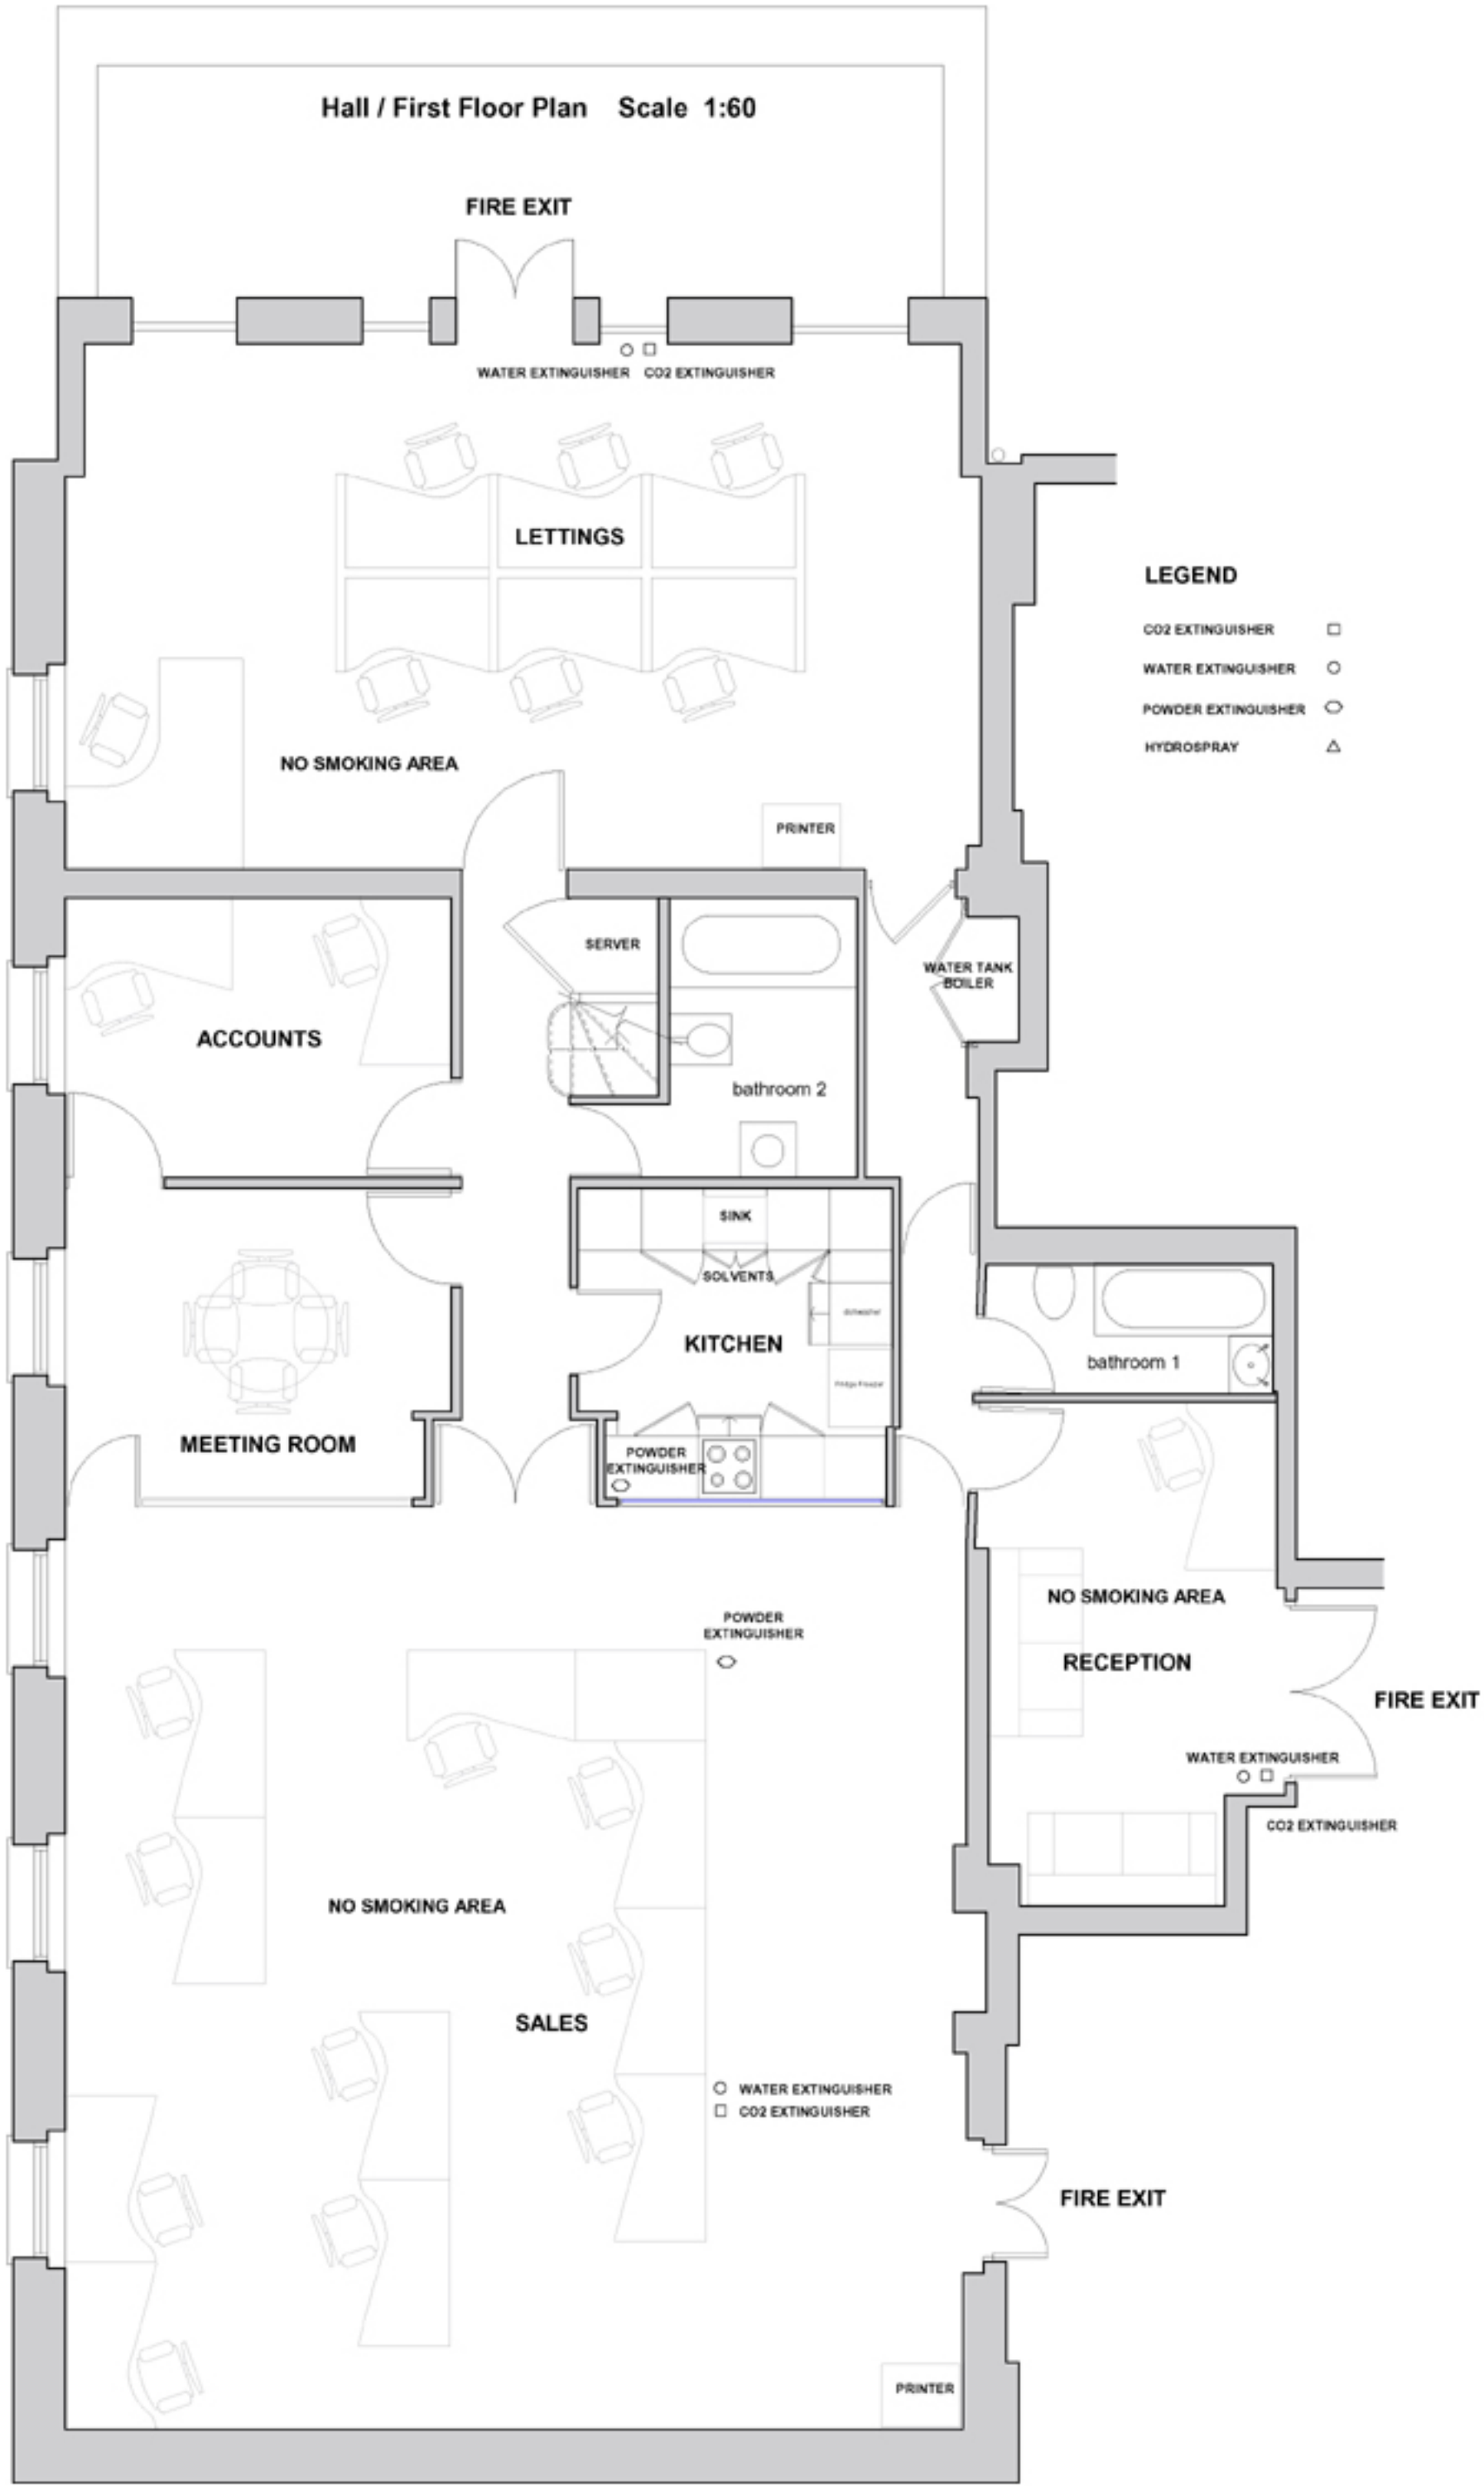 Hall / First Floor Plan Scale 1:60
FIRE EXIT
WATER EXTINGUISHER CO2 EXTINGUISHER
LETTINGS
LEGEND
CO2 EXTINGUISHER
WATER EXTINGUISHER
POWDER EXTINGUISHER
HYDROSPRAY
NO SMOKING AREA
PRINTER
SERVER
WATER TANK
BOILER
ACCOUNTS
bathroom 2
SINK
SOLVENTS
dishwasher
KITCHEN
Fridge Freezer
bathroom 1
MEETING ROOM
POWDER
EXTINGUISHER
NO SMOKING AREA
RECEPTION
POWDER
EXTINGUISHER
FIRE EXIT
WATER EXTINGUISHER
CO2 EXTINGUISHER
NO SMOKING AREA
SALES
WATER EXTINGUISHER
CO2 EXTINGUISHER
FIRE EXIT
PRINTER